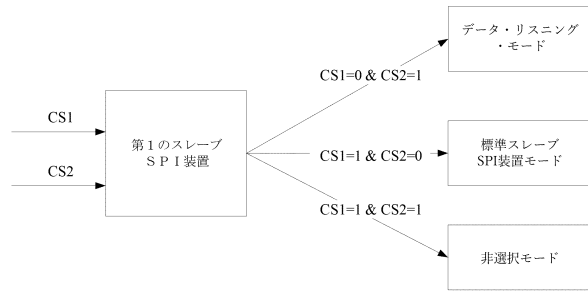 データ・リスニング
・モード
CS1=0 & CS2=1
CS1
第１のスレーブ
ＳＰＩ装置
CS2
CS1=1 & CS2=0
標準スレーブ
SPI装置モード
CS1=1 & CS2=1
非選択モード